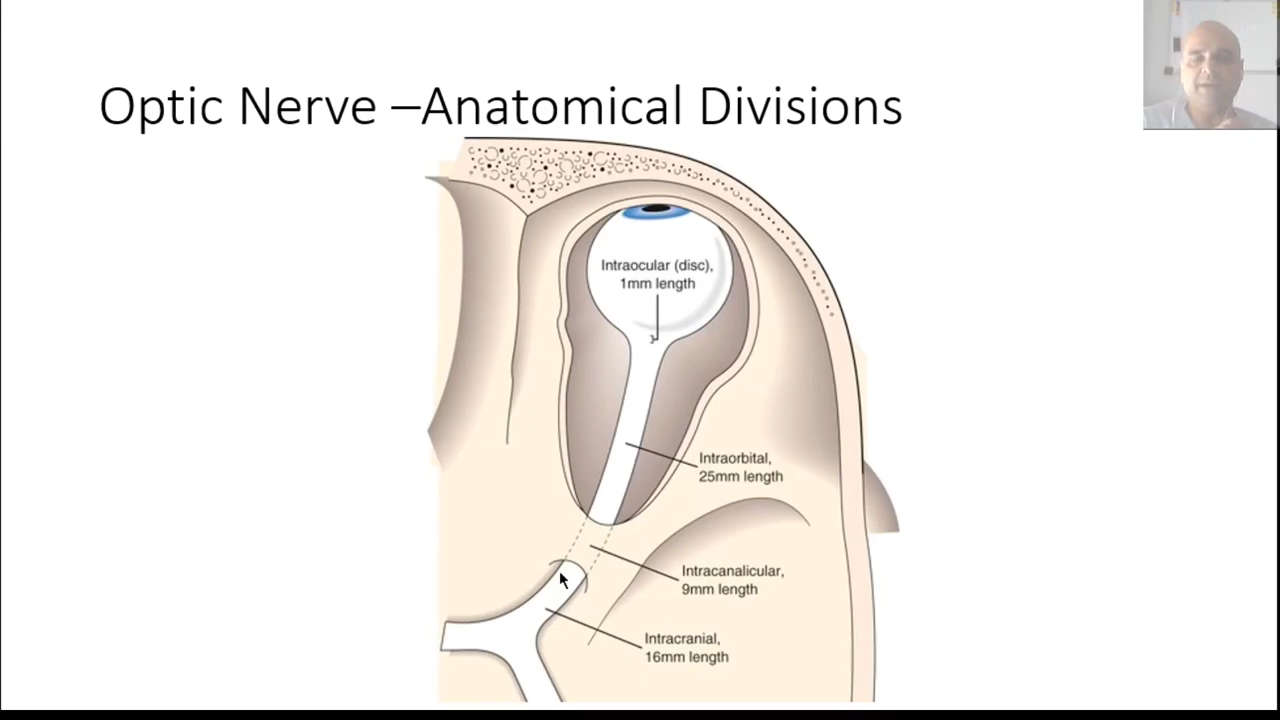 Optic Nerve –Anatomical Divisions
Intraocular (disc),
1mm length
Intraorbital,
25mm length
Intracanalicular,
9mm length
Intracranial,
16mm length